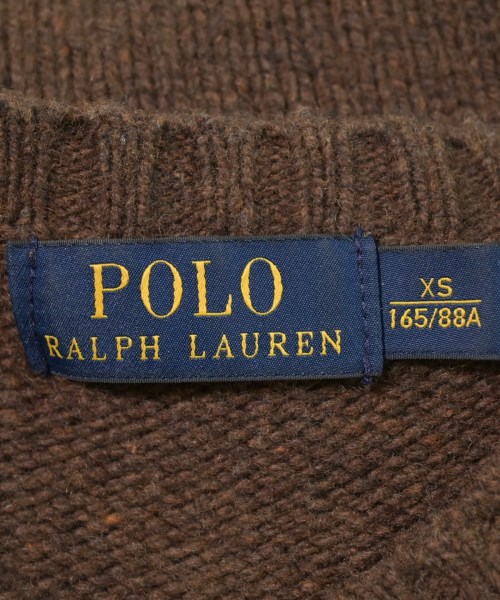 POLO
RALPH LAUREN
XS
165/88A